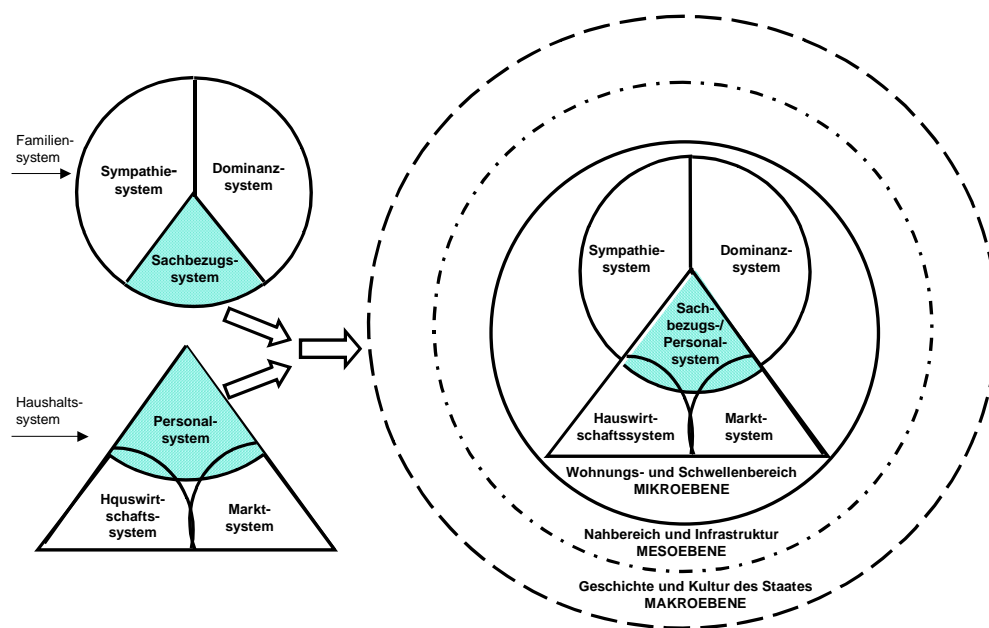 Familien-
system
Sympathie-
system
Dominanz-
system
Sachbezugs-
system
Haushalts-
system
Personal-
system
Hquswirt-
schafts-
system
Markt-
system
Sympathie-
system
Dominanz-
system
Sach-
bezugs-/
Personal-
system
Hauswirt-
schaftssystem
Markt-
system
Wohnungs- und Schwellenbereich
MIKROEBENE
Nahbereich und Infrastruktur
MESOEBENE
Geschichte und Kultur des Staates
MAKROEBENE